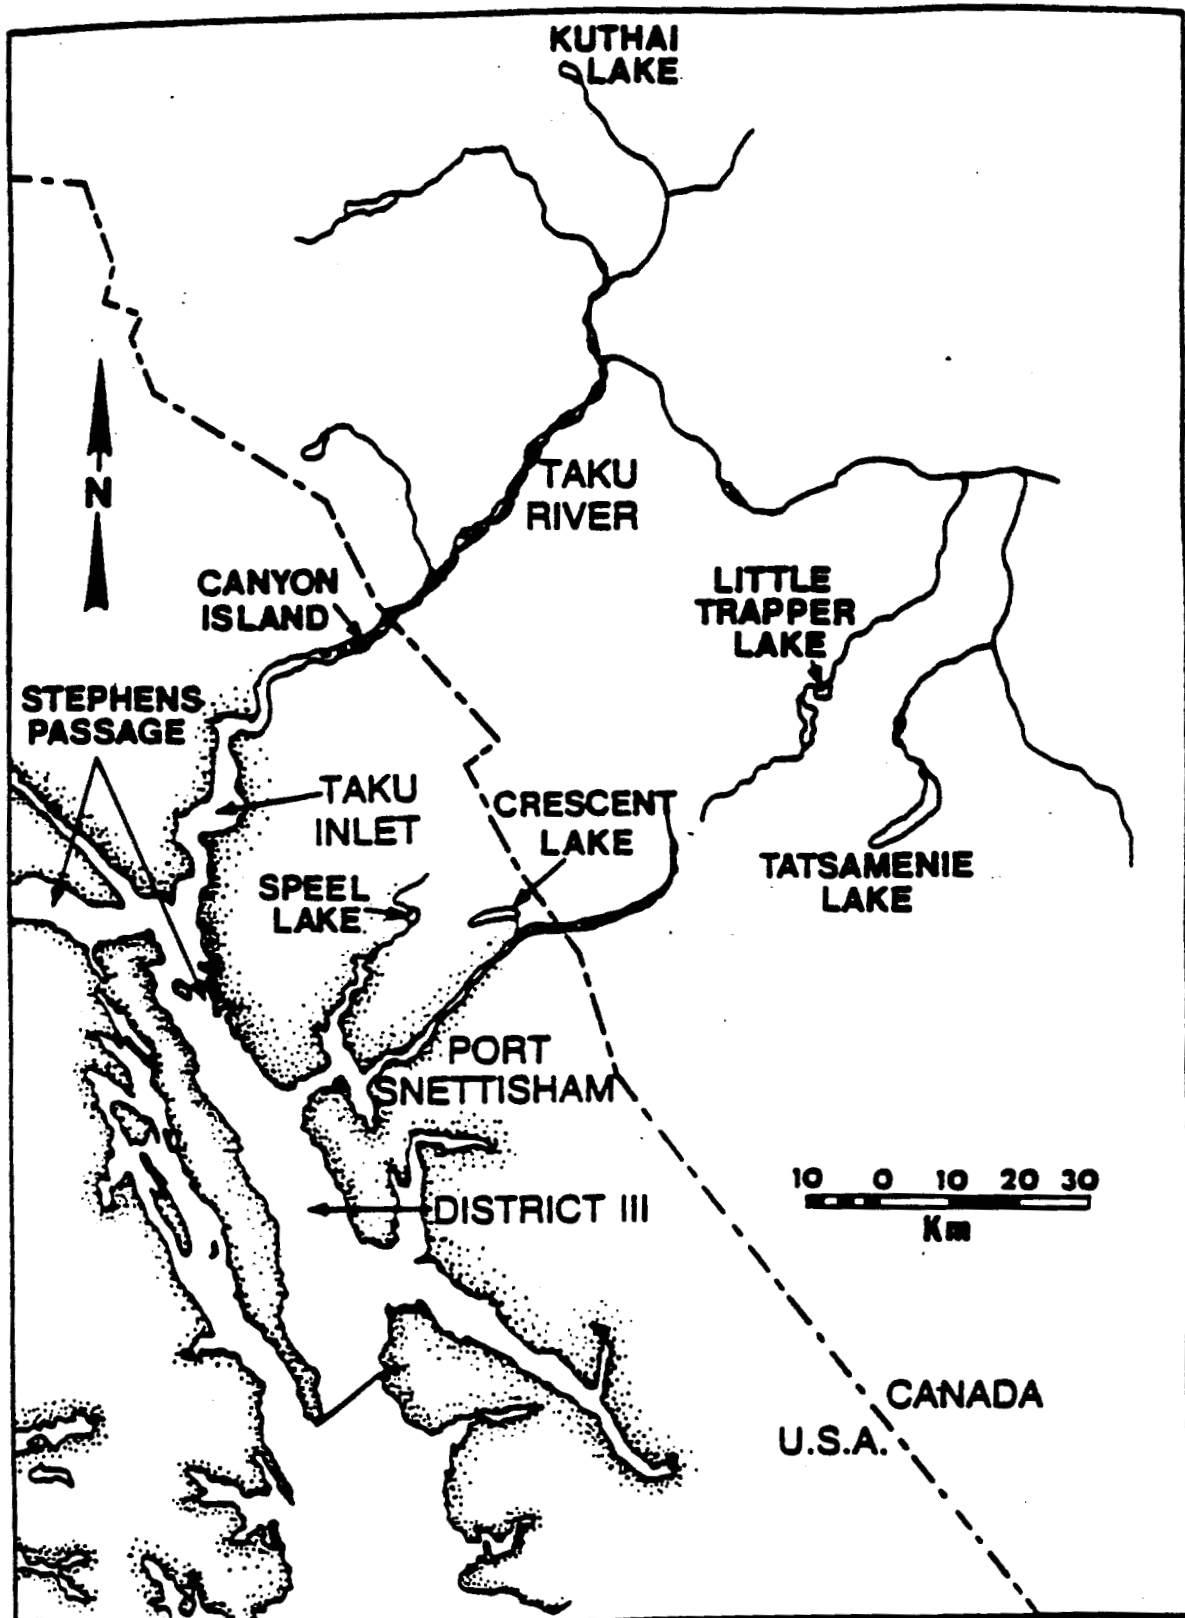 KUTHAI
LAKE
N
TAKU
RIVER
CANYON
ISLAND
LITTLE
TRAPPER
LAKE
STEPHENS
PASSAGE
TAKU
INLET
CRESCENT
LAKE
TATSAMENIE
LAKE
SPEEL
LAKE
PORT
SNETTISHAM
10 0 10 20 30
Km
DISTRICT III
CANADA
U.S.A.